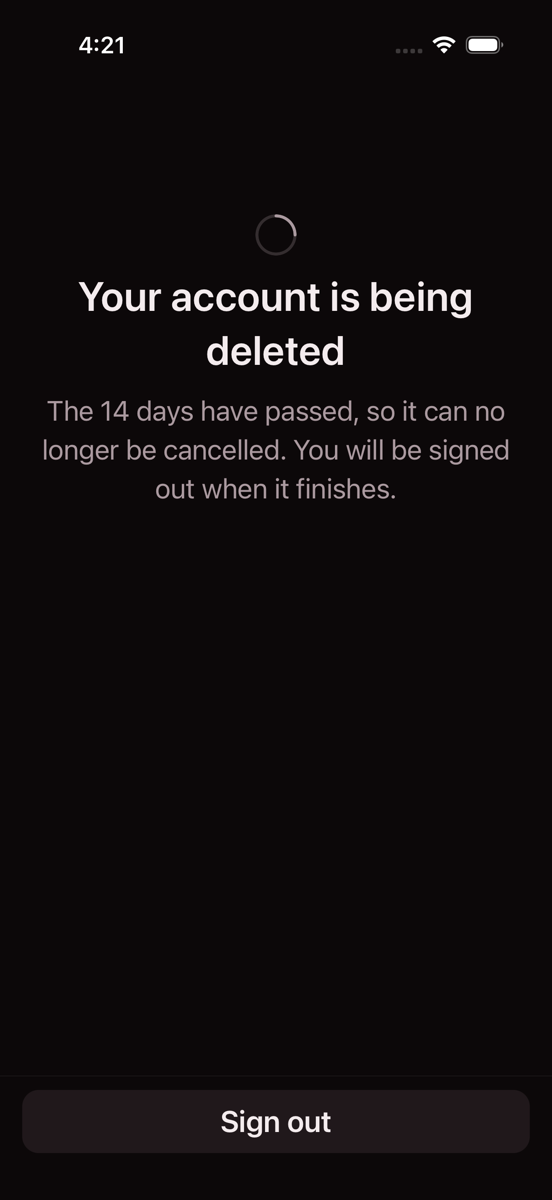 4:21
Your account is being
deleted
The 14 days have passed, so it can no
longer be cancelled. You will be signed
out when it finishes.
Sign out